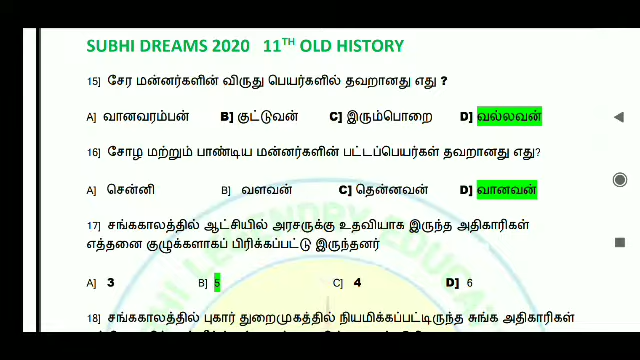 SUBHI DREAMS 2020 11TH OLD HISTORY
15] சேர மன்னர்களின் விருது பெயர்களில் தவறானது எது ?
A] வானவரம்பன் B] குட்டுவன் C] இரும்பொறை D] வல்லவன்
16] சோழ மற்றும் பாண்டிய மன்னர்களின் பட்டப்பெயர்கள் தவறானது எது?
A] சென்னி B] வளவன் C] தென்னவன் D] வானவன்
17] சங்ககாலத்தில் ஆட்சியில் அரசருக்கு உதவியாக இருந்த அதிகாரிகள்
எத்தனை குழுக்களாகப் பிரிக்கப்பட்டு இருந்தனர்
A] 3 B] 5 C] 4 D] 6
18] சங்ககாலத்தில் புகார் துறைமுகத்தில் நியமிக்கப்பட்டிருந்த சுங்க அதிகாரிகள்